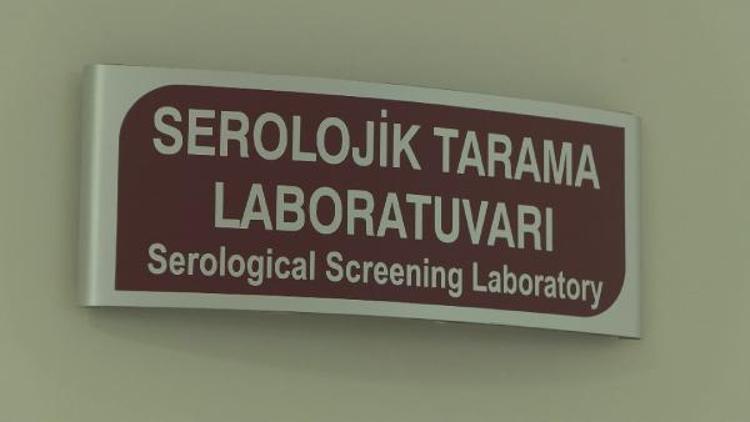 SEROLOJİK TARAMA
LABORATUVARI
Serological Screening Laboratory